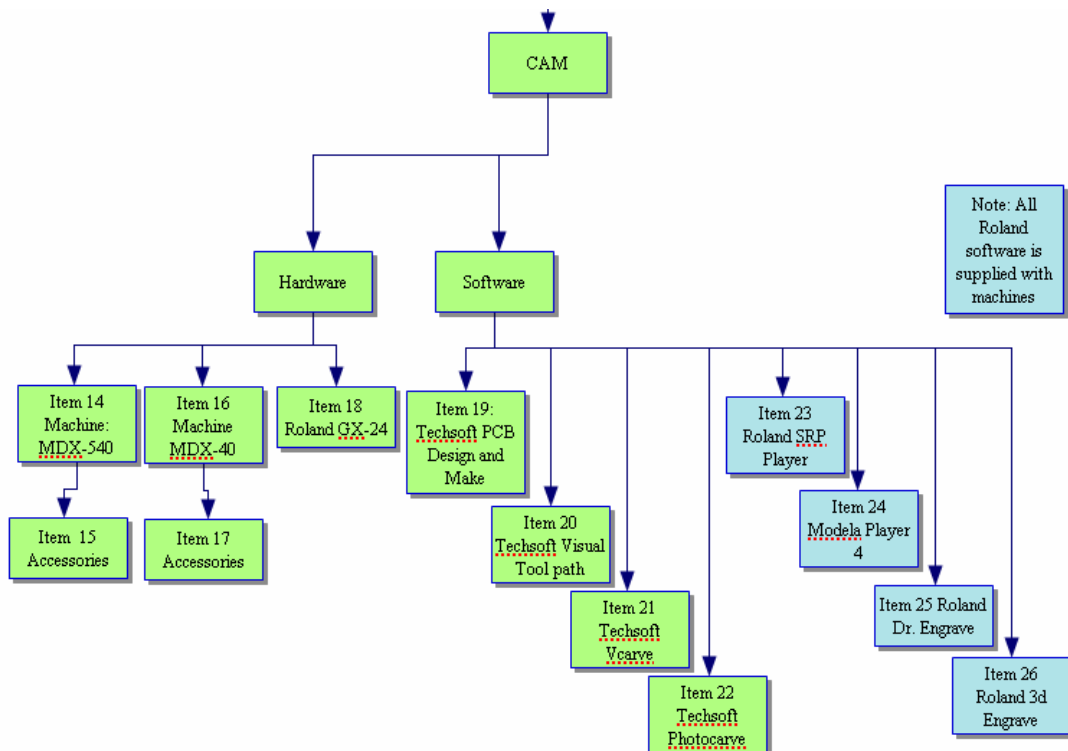 CAM
Note: All
Roland
software is
supplied with
machines
Hardware
Software
Item 14
Machine:
MDX-540
Item 16
Machine
MDX-40
Item 18
Roland GX-24
Item 19:
Techsoft PCB
Design and
Make
Item 23
Roland SRP
Player
Item 15
Accessories
Item 17
Accessories
Item 20
Techsoft Visual
Tool path
Item 24
Modela Player
4
Item 21
Techsoft
Vcarve
Item 25 Roland
Dr. Engrave
Item 22
Techsoft
Photocarve
Item 26
Roland 3d
Engrave